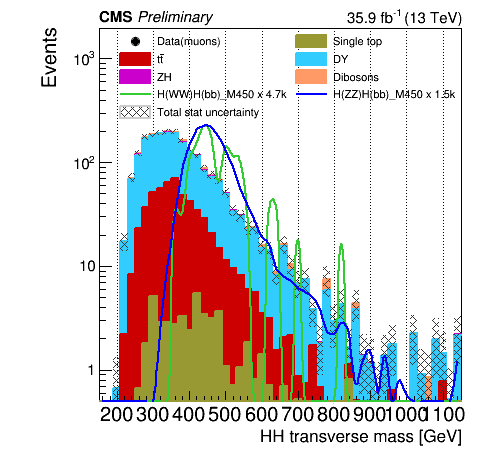 CMS Preliminary 35.9 fb⁻¹ (13 TeV)
Events
Data(muons) Single top
tt̄ DY
ZH Dibosons
H(WW)H(bb)_M450 x 4.7k H(ZZ)H(bb)_M450 x 1.5k
Total stat uncertainty
10³
10²
10
1
200 300 400 500 600 700 800 900 1000 1100
HH transverse mass [GeV]